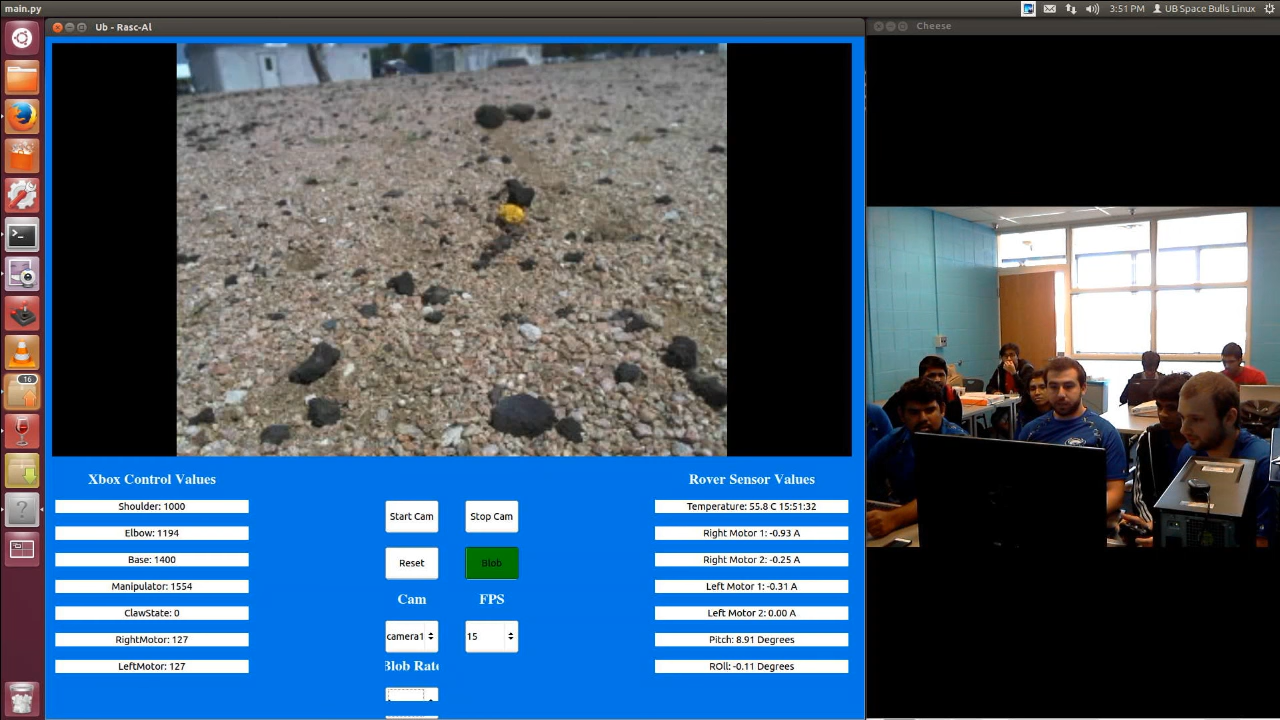 main.py
3:51 PM
UB Space Bulls Linux
Ub - Rasc-Al
Cheese
16
Xbox Control Values
Shoulder: 1000
Elbow: 1194
Base: 1400
Manipulator: 1554
ClawState: 0
RightMotor: 127
LeftMotor: 127
Start Cam
Stop Cam
Reset
Blob
Cam
FPS
camera1
15
Blob Rate
Rover Sensor Values
Temperature: 55.8 C 15:51:32
Right Motor 1: -0.93 A
Right Motor 2: -0.25 A
Left Motor 1: -0.31 A
Left Motor 2: 0.00 A
Pitch: 8.91 Degrees
ROll: -0.11 Degrees